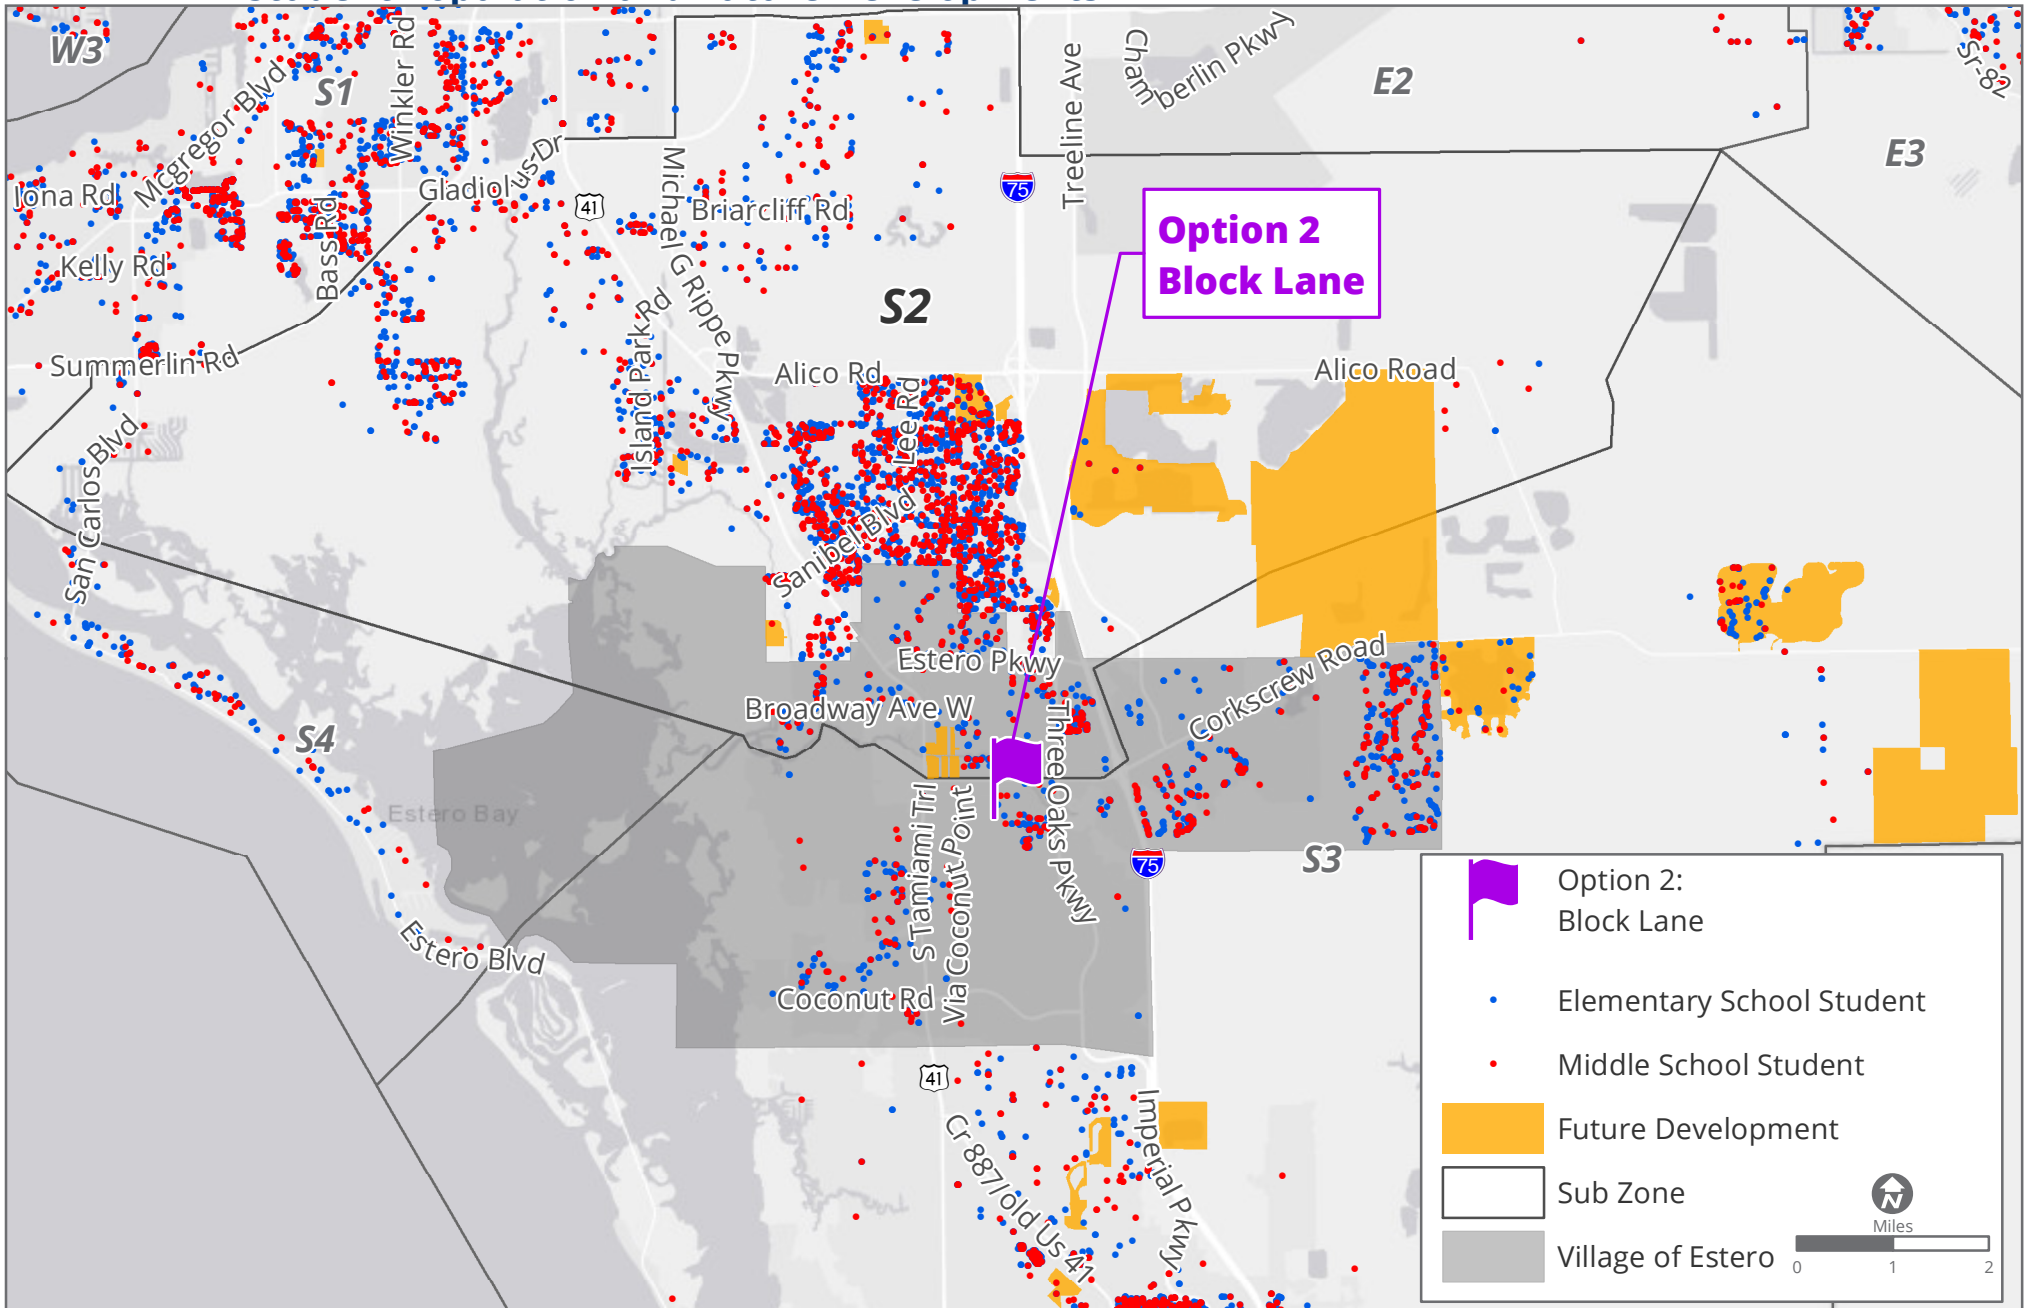 W3
S1
Winkler Rd
Mcgregor Blvd
Iona Rd
Kelly Rd
Bass Rd
Gladiolus Dr
41
Michael G Rippe Pkwy
Briarcliff Rd
75
Treeline Ave
Chamberlin Pkwy
E2
E3
Sr-82
Option 2
Block Lane
S2
Summerlin Rd
Island Park Rd
Alico Rd
Lee Rd
Alico Road
San Carlos Blvd
Sanibel Blvd
Estero Pkwy
Broadway Ave W
Corkscrew Road
S4
Estero Bay
S Tamiami Trl
Via Coconut Point
Three Oaks Pkwy
75
S3
Estero Blvd
Coconut Rd
41
Cr 887/old Us 41
Imperial Pkwy
Option 2:
Block Lane
Elementary School Student
Middle School Student
Future Development
Sub Zone
Village of Estero
N
Miles
0 1 2